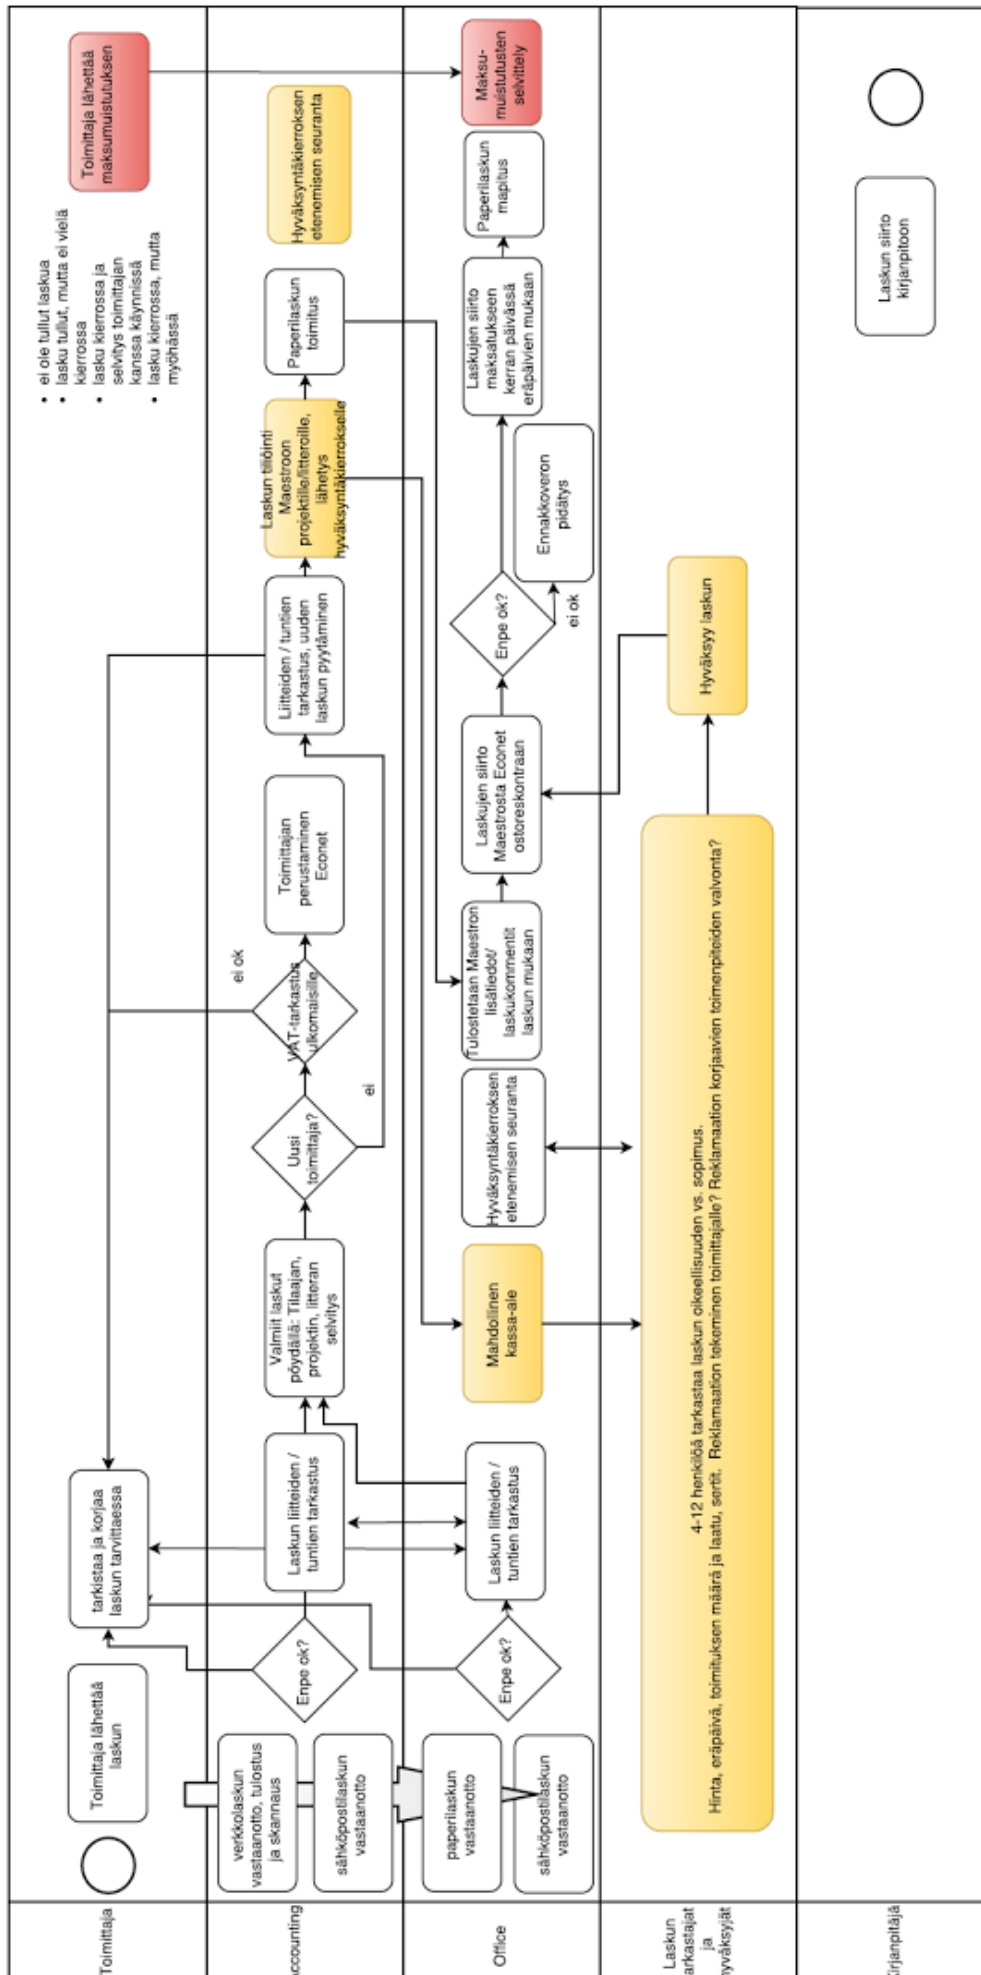 Toimittaja
Toimittaja lähettää
laskun
tarkistaa ja korjaa
laskun tarvittaessa
• ei ole tullut laskua
• lasku tullut, mutta ei vielä
kierrossa
• lasku kierrossa ja
selvitys toimittajan
kanssa käynnissä
• lasku kierrossa, mutta
myöhässä
Toimittaja lähettää
maksumuistutuksen
ccounting
verkkolaskun
vastaanotto, tulostus
ja skannaus
sähköpostilaskun
vastaanotto
Enpe ok?
Laskun liitteiden /
tuntien tarkastus
Valmiit laskut
pöydällä: Tilaajan,
projektin, litteran
selvitys
Uusi
toimittaja?
ei
VAT-tarkastus
ulkomaisille
ei ok
Toimittajan
perustaminen
Econet
Liitteiden / tuntien
tarkastus, uuden
laskun pyytäminen
Laskun tiliöinti
Maestroon
projektille/litteroille,
lähetys
hyväksyntäkierrokselle
Paperilaskun
toimitus
Hyväksyntäkierroksen
etenemisen seuranta
Office
paperilaskun
vastaanotto
sähköpostilaskun
vastaanotto
Enpe ok?
Laskun liitteiden /
tuntien tarkastus
Mahdollinen
kassa-ale
Hyväksyntäkierroksen
etenemisen seuranta
Tulostetaan Maestron
lisätiedot/
laskukommentit
laskun mukaan
Laskujen siirto
Maestrosta Econet
ostoreskontraan
Enpe ok?
ei ok
Ennakkoveron
pidätys
Laskujen siirto
maksatukseen
kerran päivässä
eräpäivien mukaan
Paperilaskun
mapitus
Maksu-
muistutusten
selvittely
Laskun
arkastajat
ja
yväksyjät
4-12 henkilöä tarkastaa laskun oikeellisuuden vs. sopimus.
Hinta, eräpäivä, toimituksen määrä ja laatu, sertit. Reklamaation tekeminen toimittajalle? Reklamaation korjaavien toimenpiteiden valvonta?
Hyväksyy laskun
Kirjanpitäjä
Laskun siirto
kirjanpitoon